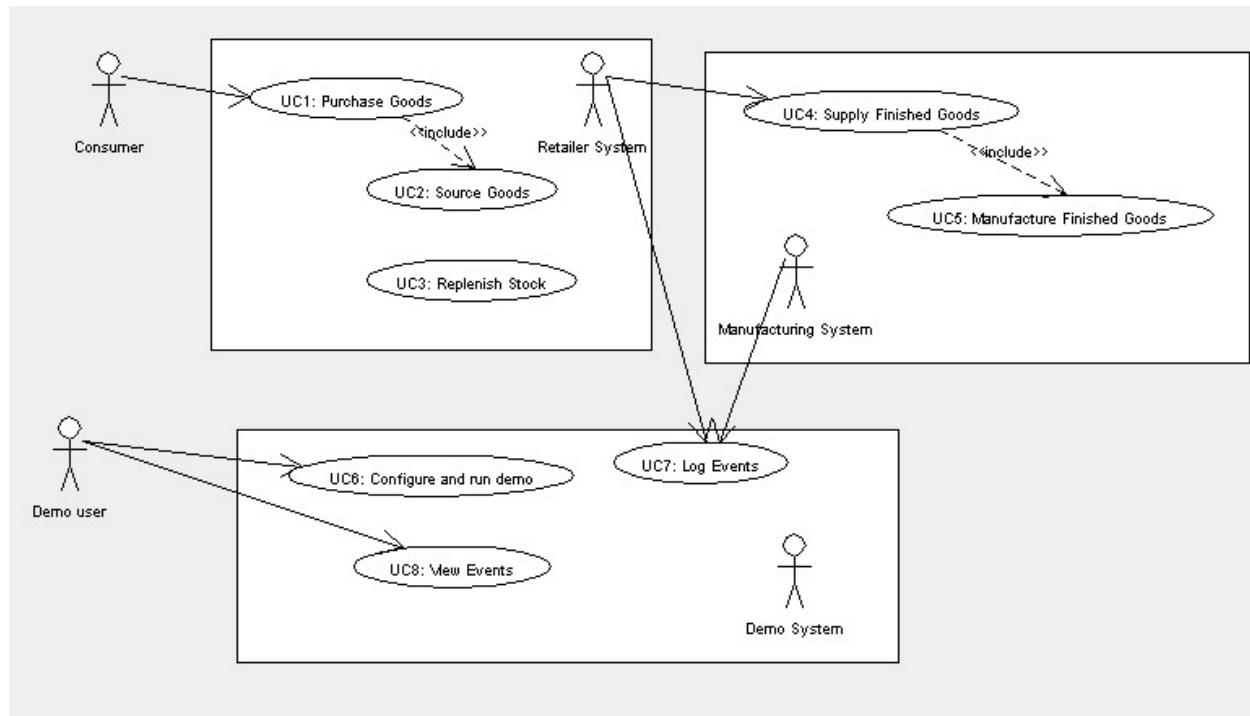 UC1: Purchase Goods
<<include>>
Consumer
Retailer System
UC2: Source Goods
UC3: Replenish Stock
UC4: Supply Finished Goods
<<include>>
UC5: Manufacture Finished Goods
Manufacturing System
Demo user
UC6: Configure and run demo
UC7: Log Events
UC8: View Events
Demo System